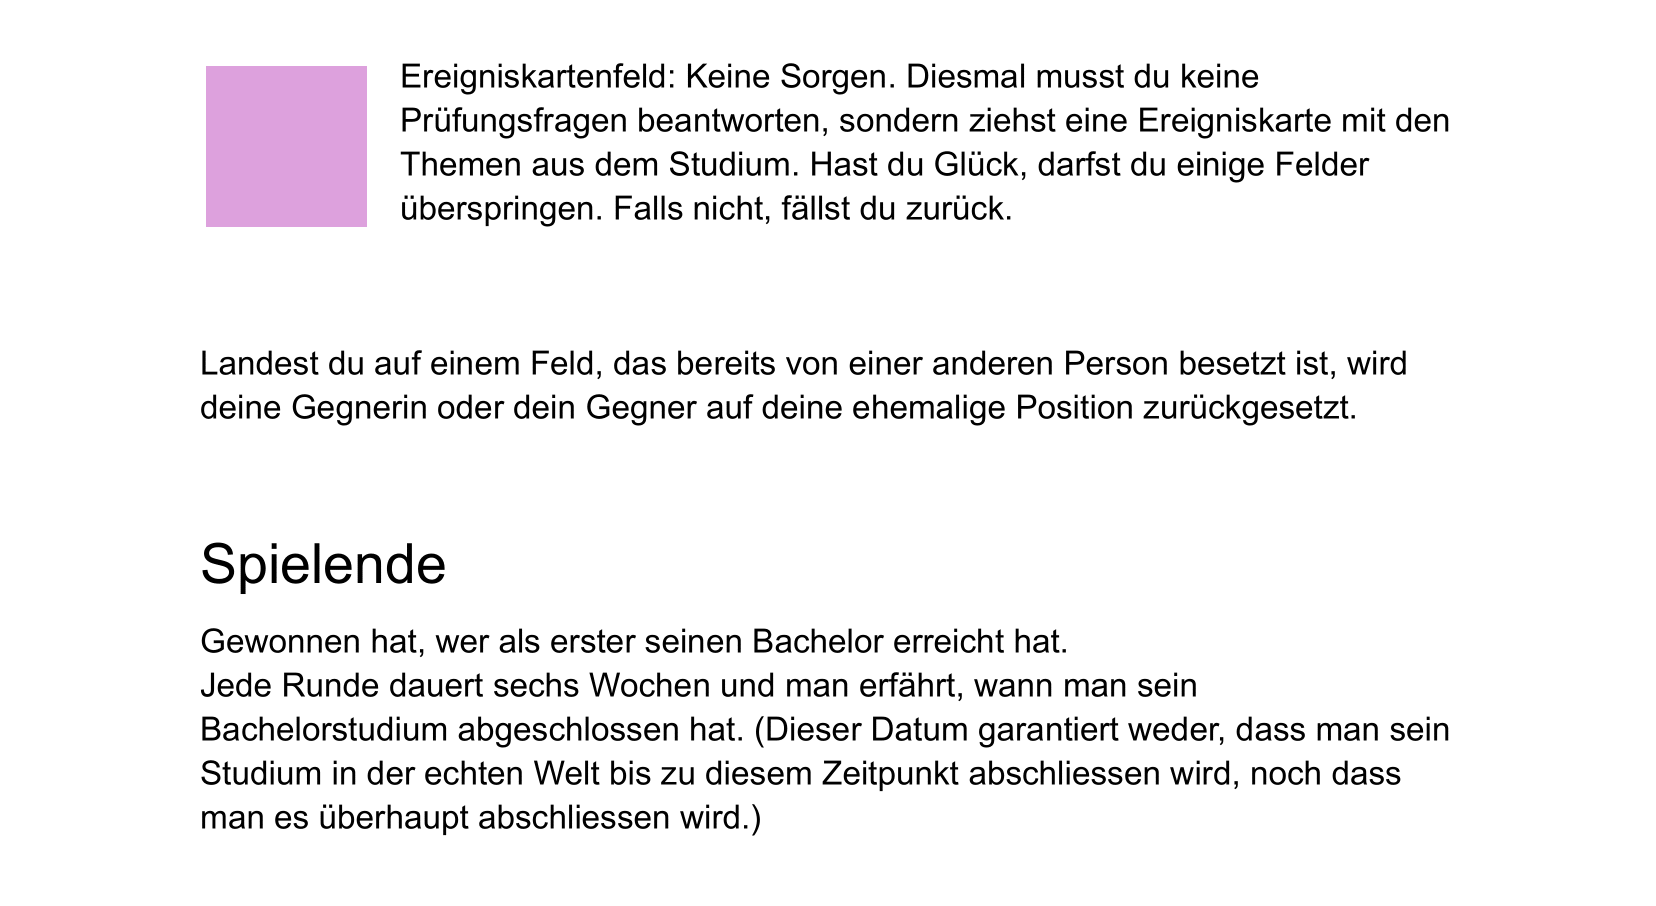 Ereigniskartenfeld: Keine Sorgen. Diesmal musst du keine
Prüfungsfragen beantworten, sondern ziehst eine Ereigniskarte mit den
Themen aus dem Studium. Hast du Glück, darfst du einige Felder
überspringen. Falls nicht, fällst du zurück.
Landest du auf einem Feld, das bereits von einer anderen Person besetzt ist, wird
deine Gegnerin oder dein Gegner auf deine ehemalige Position zurückgesetzt.
Spielende
Gewonnen hat, wer als erster seinen Bachelor erreicht hat.
Jede Runde dauert sechs Wochen und man erfährt, wann man sein
Bachelorstudium abgeschlossen hat. (Dieser Datum garantiert weder, dass man sein
Studium in der echten Welt bis zu diesem Zeitpunkt abschliessen wird, noch dass
man es überhaupt abschliessen wird.)